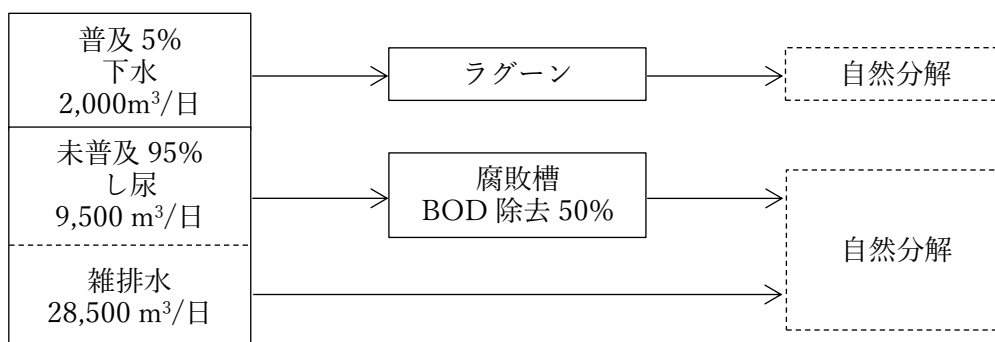 普及 5%
下水
2,000m³/日
ラグーン
自然分解
未普及 95%
し尿
9,500 m³/日
腐敗槽
BOD 除去 50%
自然分解
雑排水
28,500 m³/日